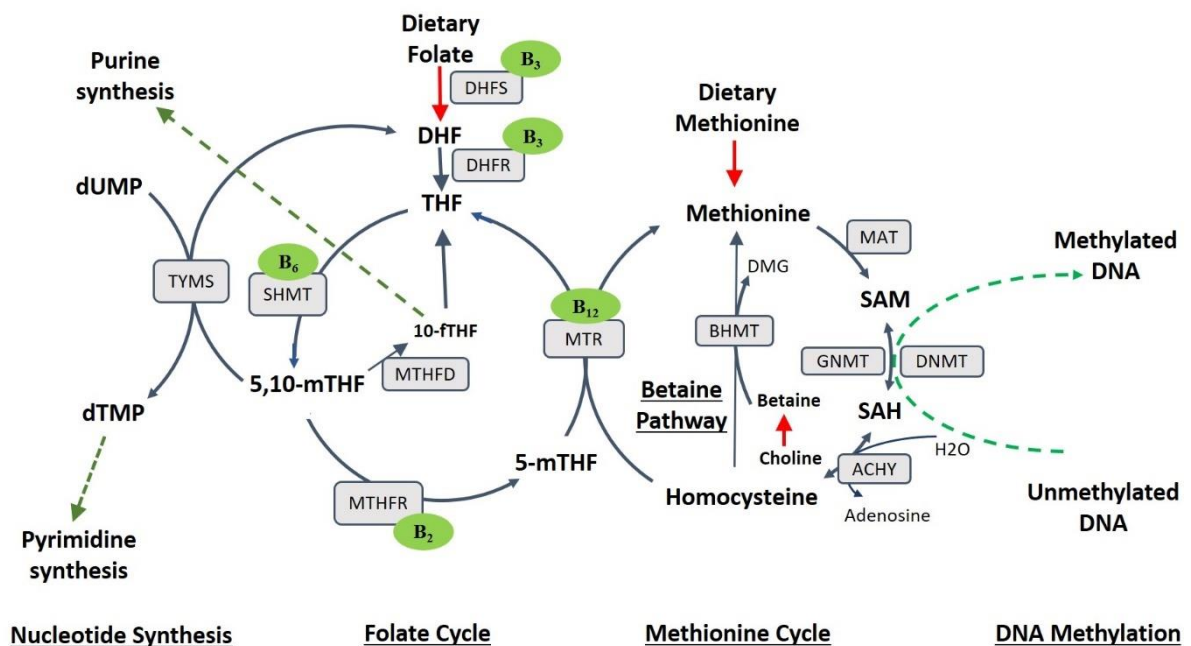 Dietary
Folate
B3
DHFS
Purine
synthesis
Dietary
Methionine
DHF
B3
DHFR
dUMP
THF
Methionine
MAT
Methylated
DNA
B6
SHMT
TYMS
DMG
SAM
B12
MTR
10-fTHF
BHMT
GNMT
DNMT
MTHFD
5,10-mTHF
Betaine
Pathway
Betaine
SAH
dTMP
5-mTHF
Choline
H2O
ACHY
Homocysteine
Adenosine
Unmethylated
DNA
MTHFR
B2
Pyrimidine
synthesis
Nucleotide Synthesis
Folate Cycle
Methionine Cycle
DNA Methylation